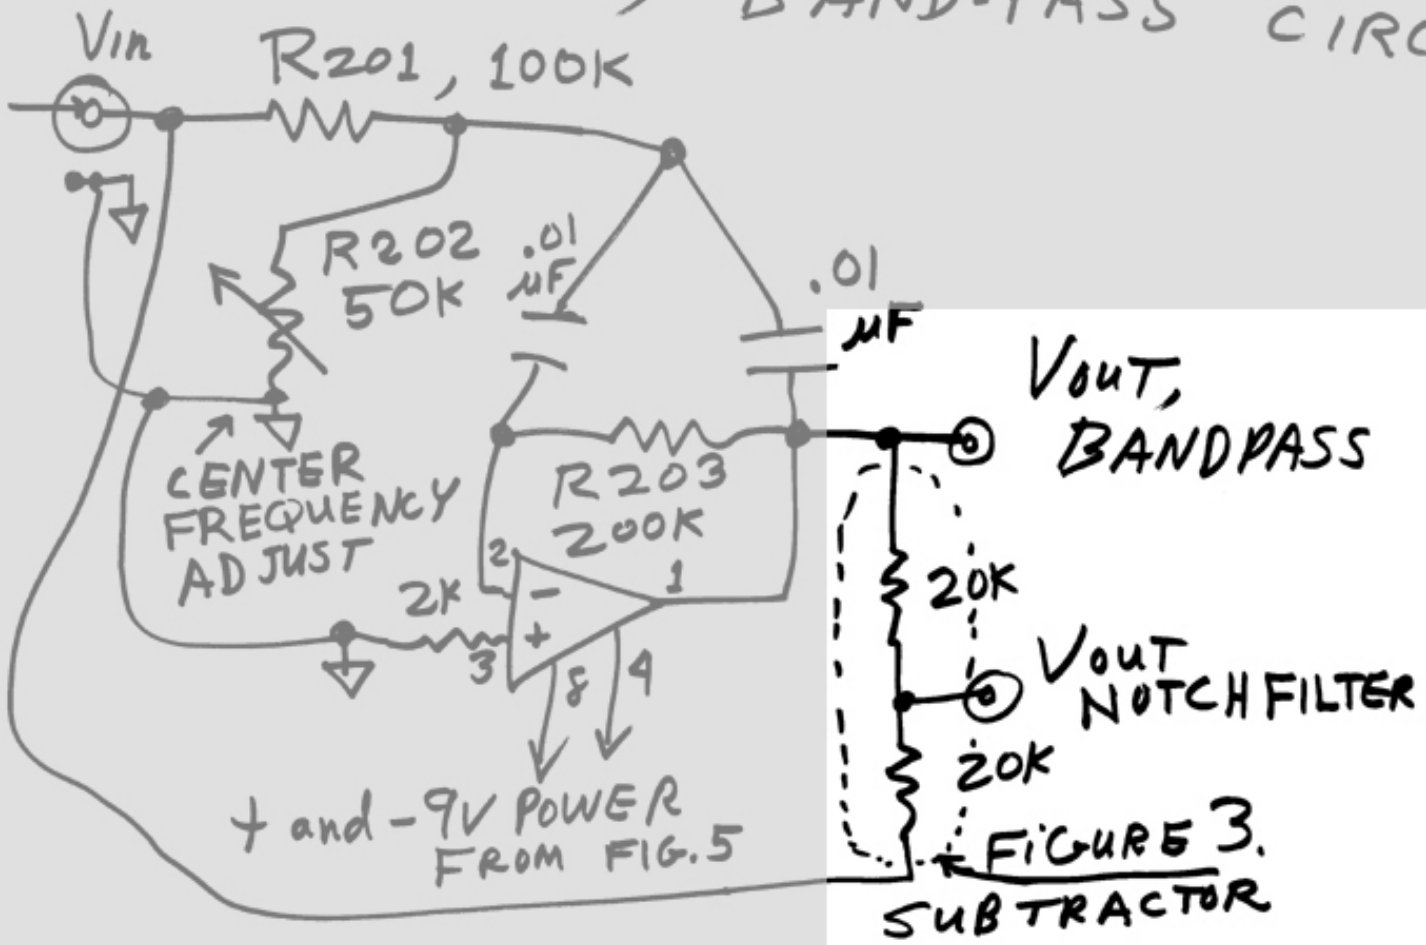 BAND-PASS CIRC
Vin
R201, 100K
R202
50K
.01
µF
.01
µF
VOUT,
BANDPASS
R203
200K
CENTER
FREQUENCY
ADJUST
2
1
2K
20K
-
+
3
8
4
VOUT
NOTCH FILTER
20K
+ and -9V POWER
FROM FIG.5
FIGURE 3.
SUBTRACTOR